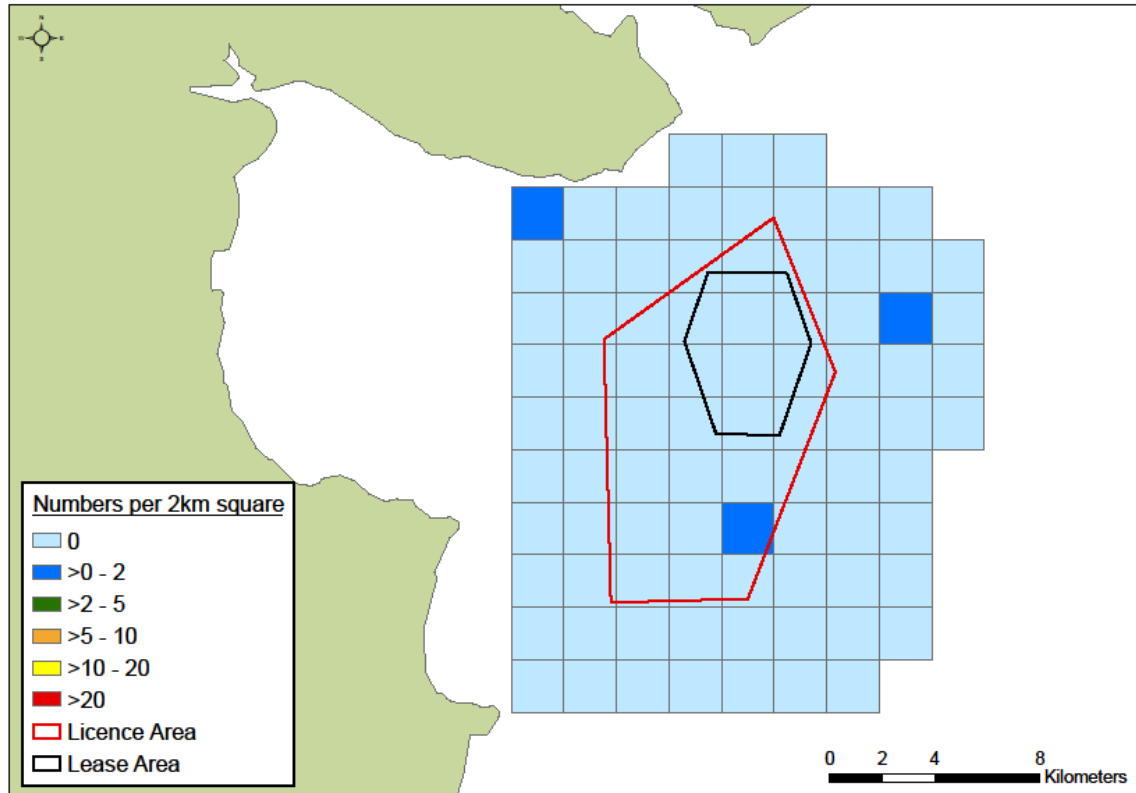 N
E
S
Numbers per 2km square
0
>0 - 2
>2 - 5
>5 - 10
>10 - 20
>20
Licence Area
Lease Area
0 2 4 8
Kilometers